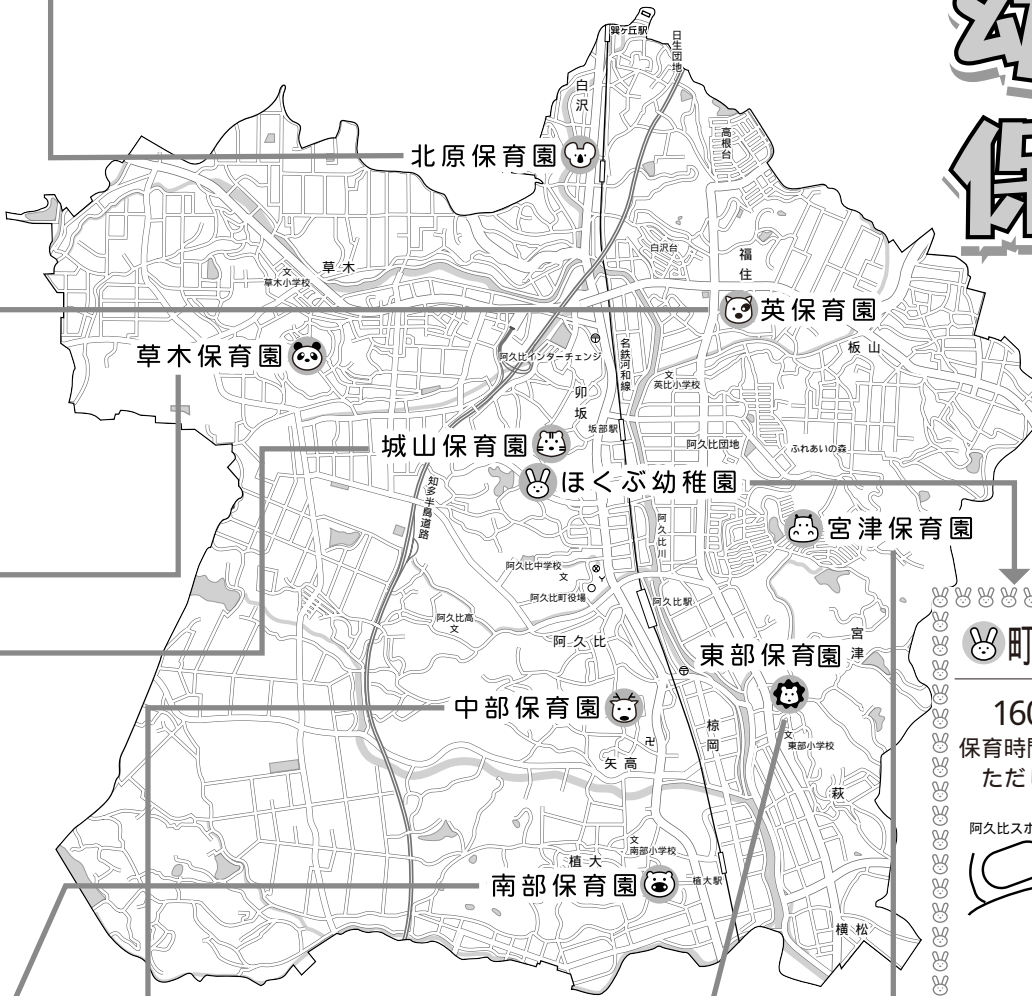 巽ヶ丘駅
日生団地
白沢
高根台
北原保育園
白沢台
福住
草木
文
草木小学校
英保育園
草木保育園
阿久比インターチェンジ
名鉄河和線
板山
文
英比小学校
卯坂
坂部駅
阿久比団地
ふれあいの森
城山保育園
ほくぶ幼稚園
知多半島道路
阿久比川
宮津保育園
阿久比中学校
文
阿久比町役場
阿久比駅
阿久比高
文
阿久比
宮津
東部保育園
中部保育園
椋岡
文
東部小学校
矢高
萩
文
南部小学校
植大
南部保育園
植大駅
横松
保
町
160
保育時
ただ
阿久比スポ